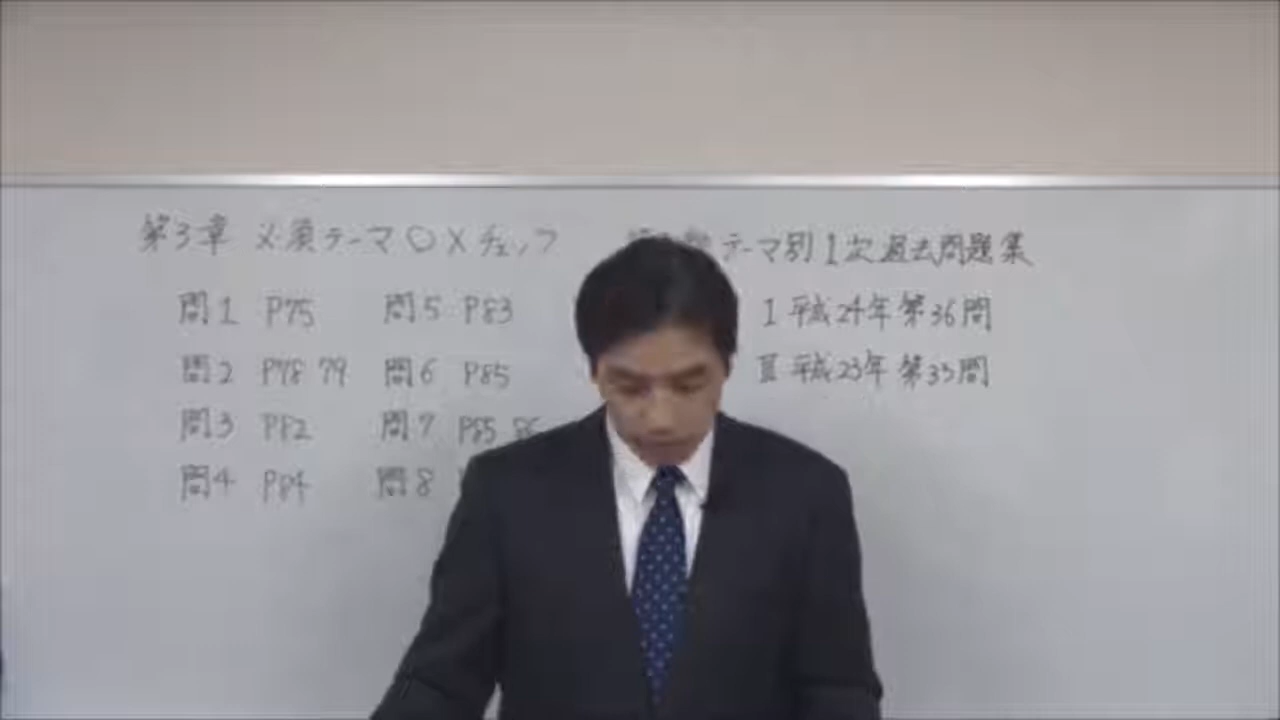 第3章 必須テーマ○×チェック
問1 P75 問5 P83
問2 P78 79 問6 P85
問3 P82 問7 P85 86
問4 P84 問8
テーマ別1次過去問題集
Ⅰ 平成24年第36問
Ⅱ 平成23年第33問